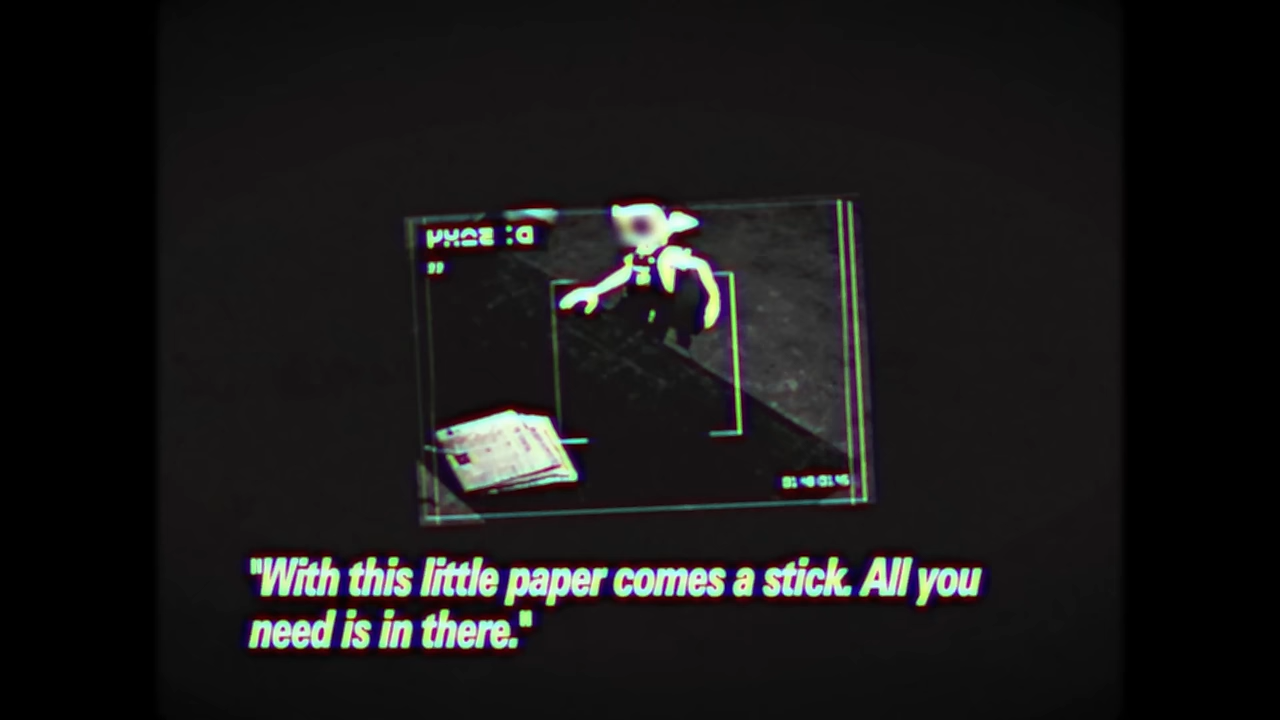 "With this little paper comes a stick. All you
need is in there."